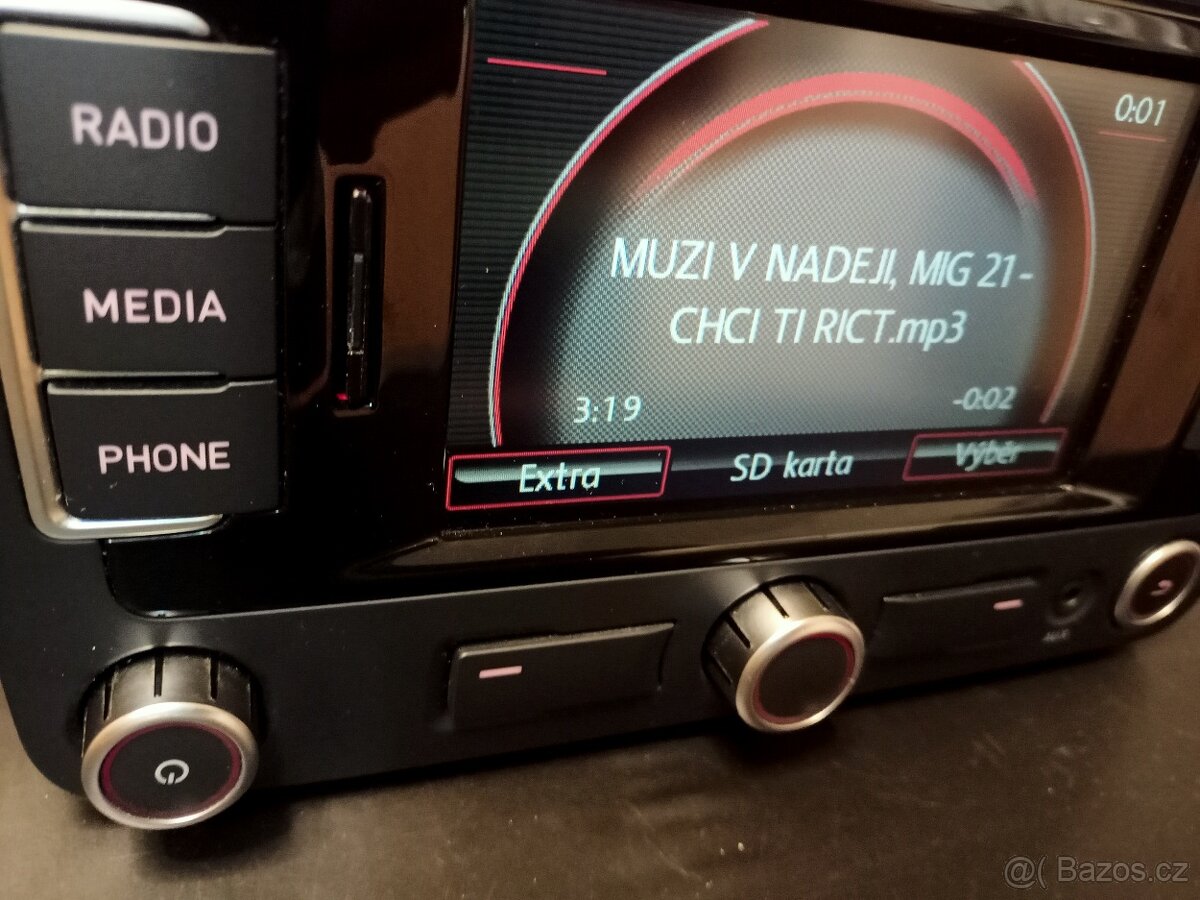 RADIO
MEDIA
PHONE
0:01
MUZI V NADEJI, MIG 21 -
CHCI TI RICT.mp3
3:19
-0:02
Extra
SD karta
Výběr
AUX
@( Bazos.cz